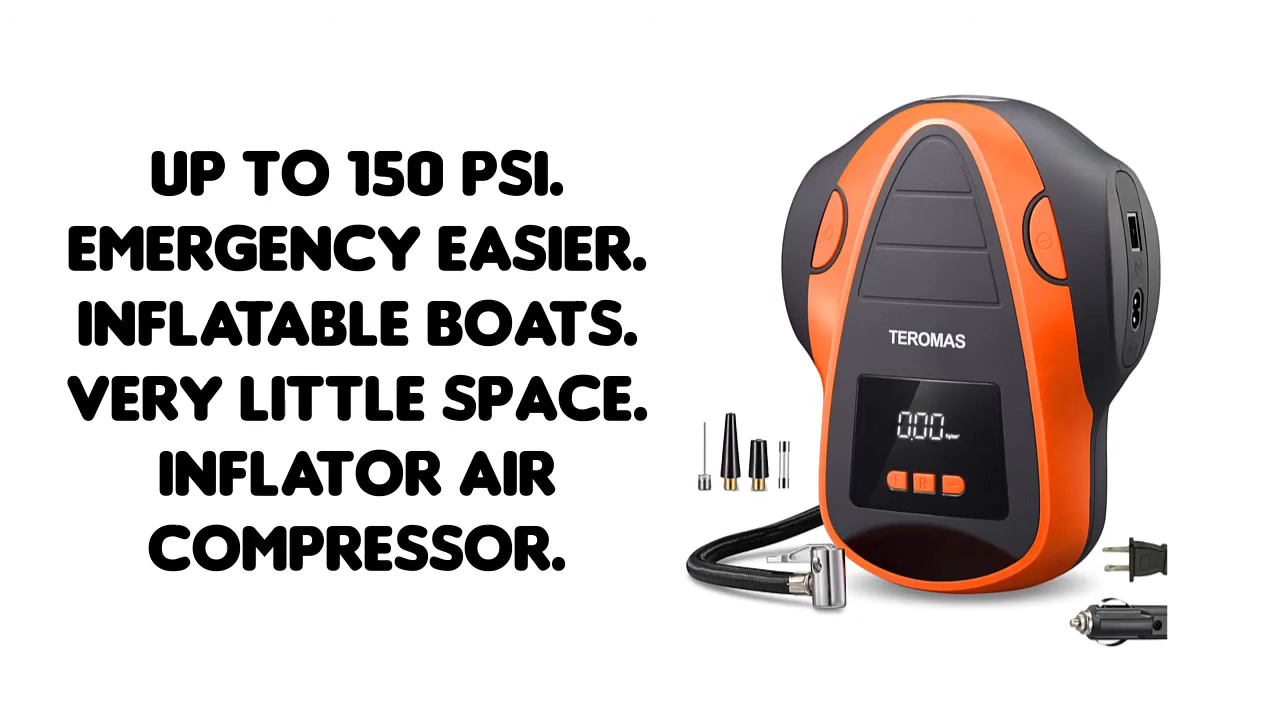 UP TO 150 PSI.
EMERGENCY EASIER.
INFLATABLE BOATS.
VERY LITTLE SPACE.
INFLATOR AIR
COMPRESSOR.
TEROMAS
0.00